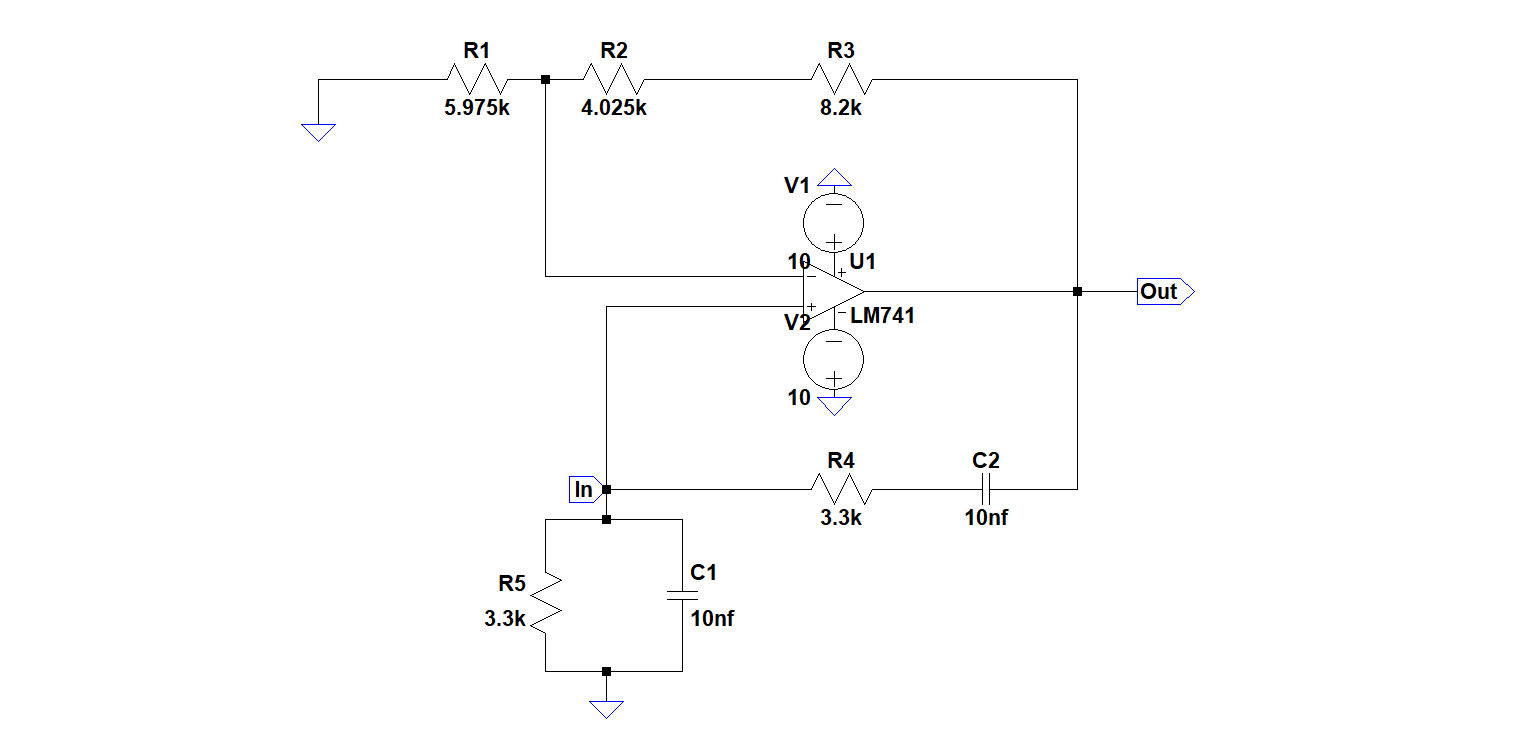 R1
R2
R3
5.975k
4.025k
8.2k
V1
10
U1
V2
LM741
10
Out
R4
C2
In
3.3k
10nf
R5
C1
3.3k
10nf